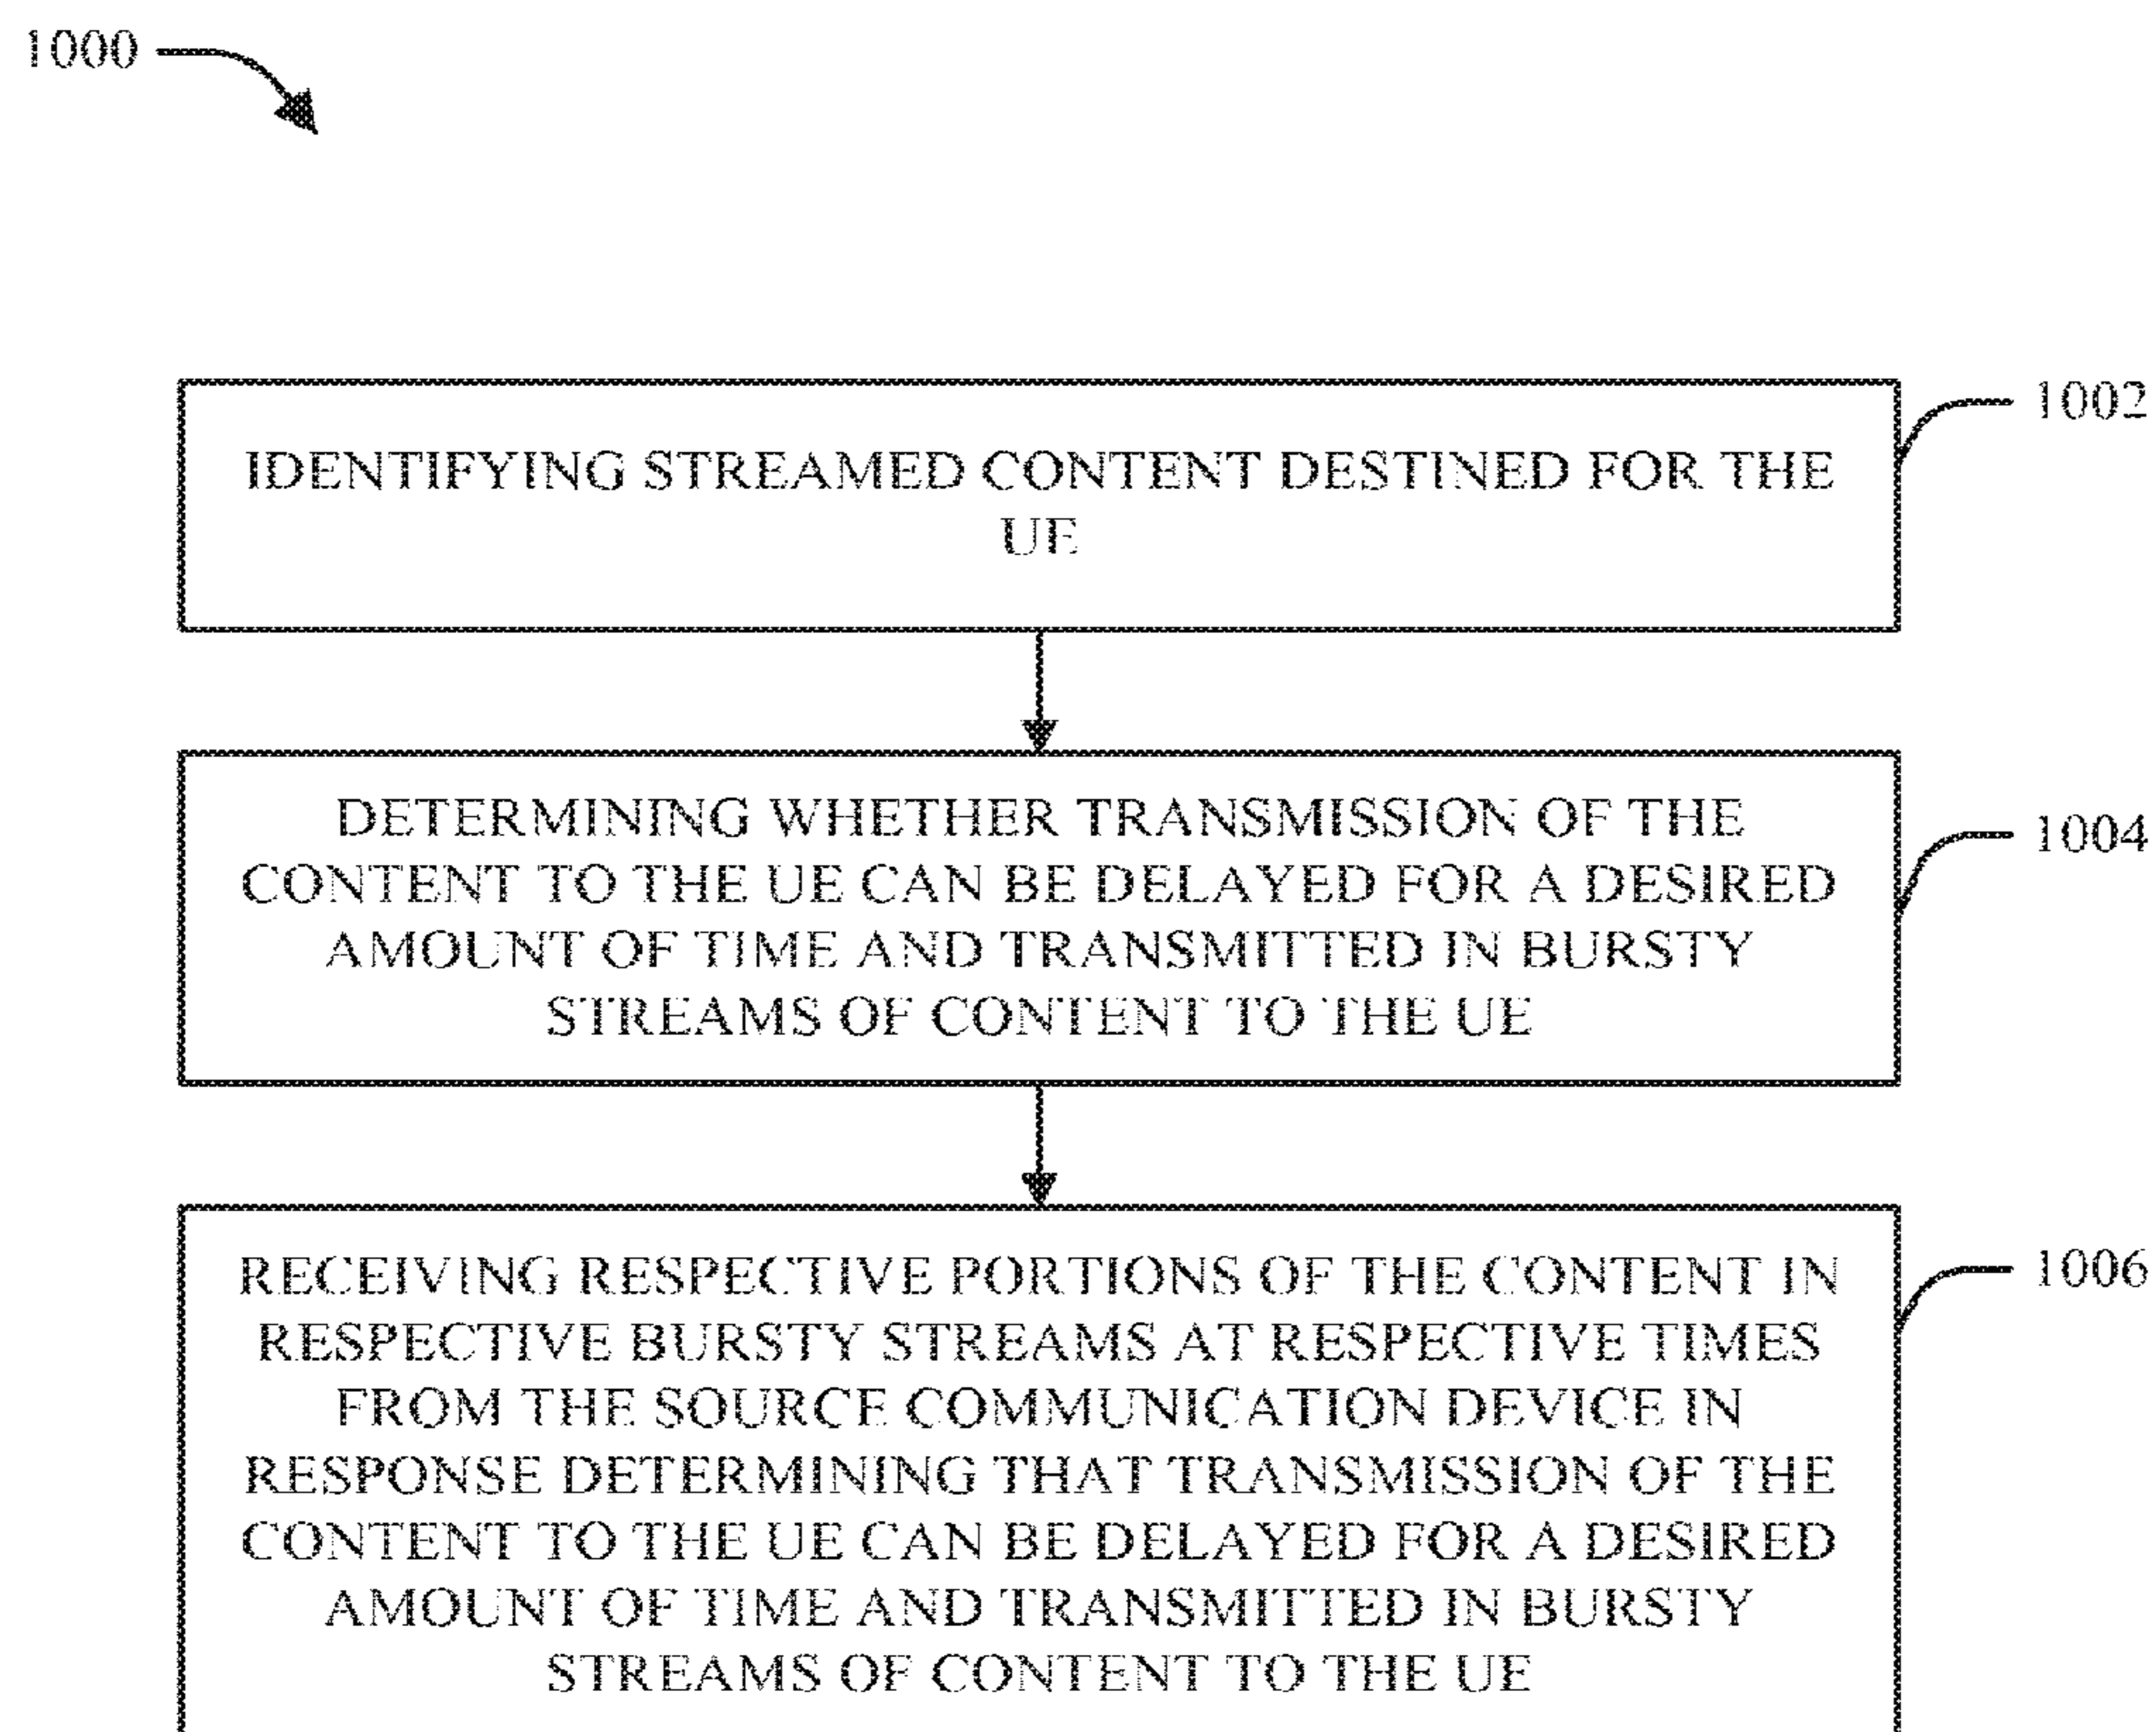 1000
1002
IDENTIFYING STREAMED CONTENT DESTINED FOR THE
UE
1004
DETERMINING WHETHER TRANSMISSION OF THE
CONTENT TO THE UE CAN BE DELAYED FOR A DESIRED
AMOUNT OF TIME AND TRANSMITTED IN BURSTY
STREAMS OF CONTENT TO THE UE
1006
RECEIVING RESPECTIVE PORTIONS OF THE CONTENT IN
RESPECTIVE BURSTY STREAMS AT RESPECTIVE TIMES
FROM THE SOURCE COMMUNICATION DEVICE IN
RESPONSE DETERMINING THAT TRANSMISSION OF THE
CONTENT TO THE UE CAN BE DELAYED FOR A DESIRED
AMOUNT OF TIME AND TRANSMITTED IN BURSTY
STREAMS OF CONTENT TO THE UE